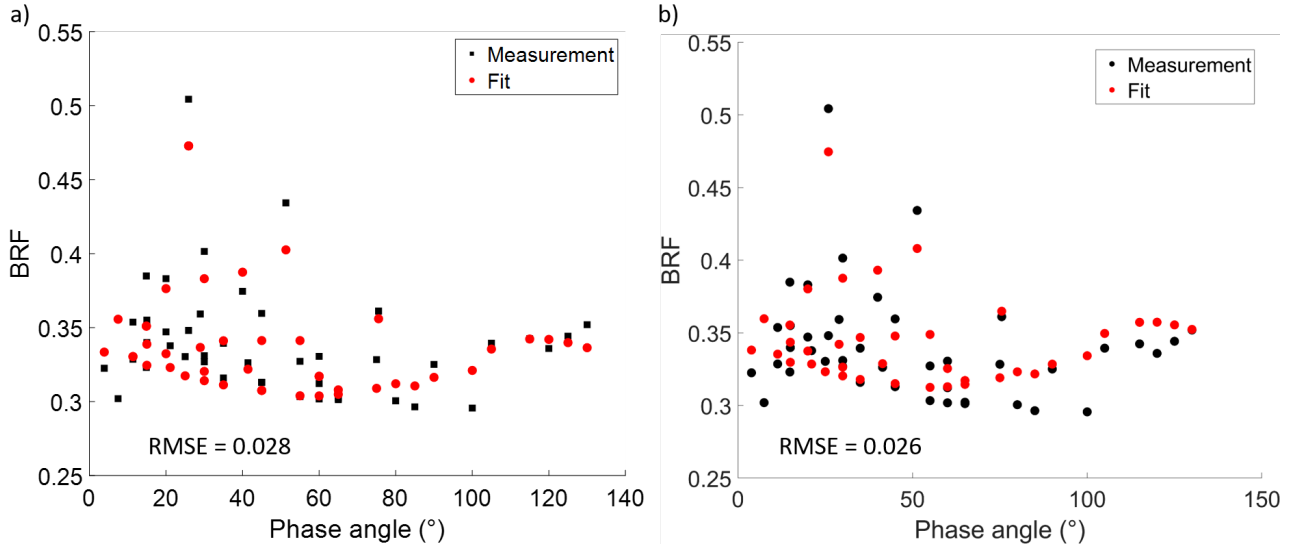 a)
0.55
0.5
0.45
0.4
0.35
0.3
0.25
BRF
Measurement
Fit
RMSE = 0.028
0 20 40 60 80 100 120 140
Phase angle (°)
b)
0.55
0.5
0.45
0.4
0.35
0.3
0.25
BRF
Measurement
Fit
RMSE = 0.026
0 50 100 150
Phase angle (°)